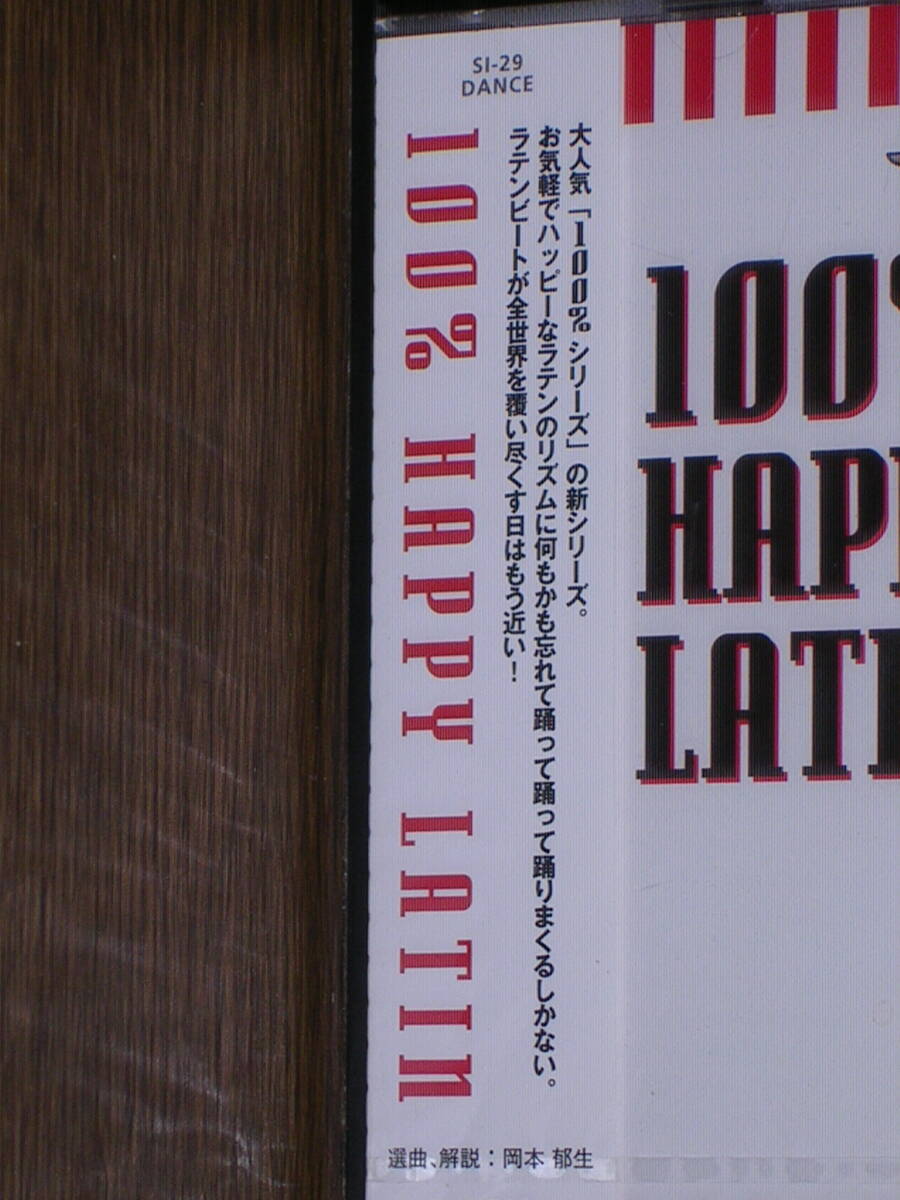 SI-29
DANCE
大人気「100%シリーズ」の新シリーズ。
お気軽でハッピーなラテンのリズムに何もかも忘れて踊って踊って踊りまくるしかない。
ラテンビートが全世界を覆い尽くす日はもう近い!
100% HAPPY LATIN
選曲、解説:岡本 郁生
100%
HAPP
LATI